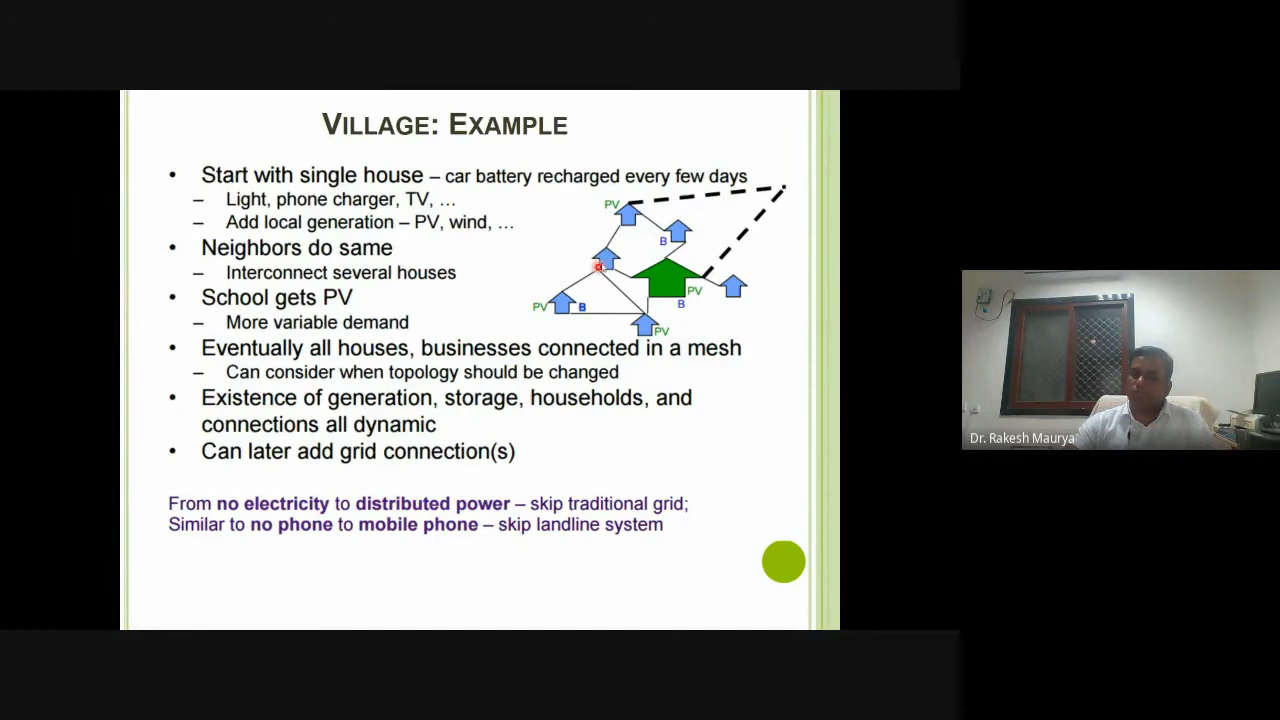 VILLAGE: EXAMPLE
• Start with single house – car battery recharged every few days
– Light, phone charger, TV, …
– Add local generation – PV, wind, …
• Neighbors do same
– Interconnect several houses
• School gets PV
– More variable demand
• Eventually all houses, businesses connected in a mesh
– Can consider when topology should be changed
• Existence of generation, storage, households, and
connections all dynamic
• Can later add grid connection(s)
From no electricity to distributed power – skip traditional grid;
Similar to no phone to mobile phone – skip landline system
PV
B
PV
B
PV
B
PV
Dr. Rakesh Maurya